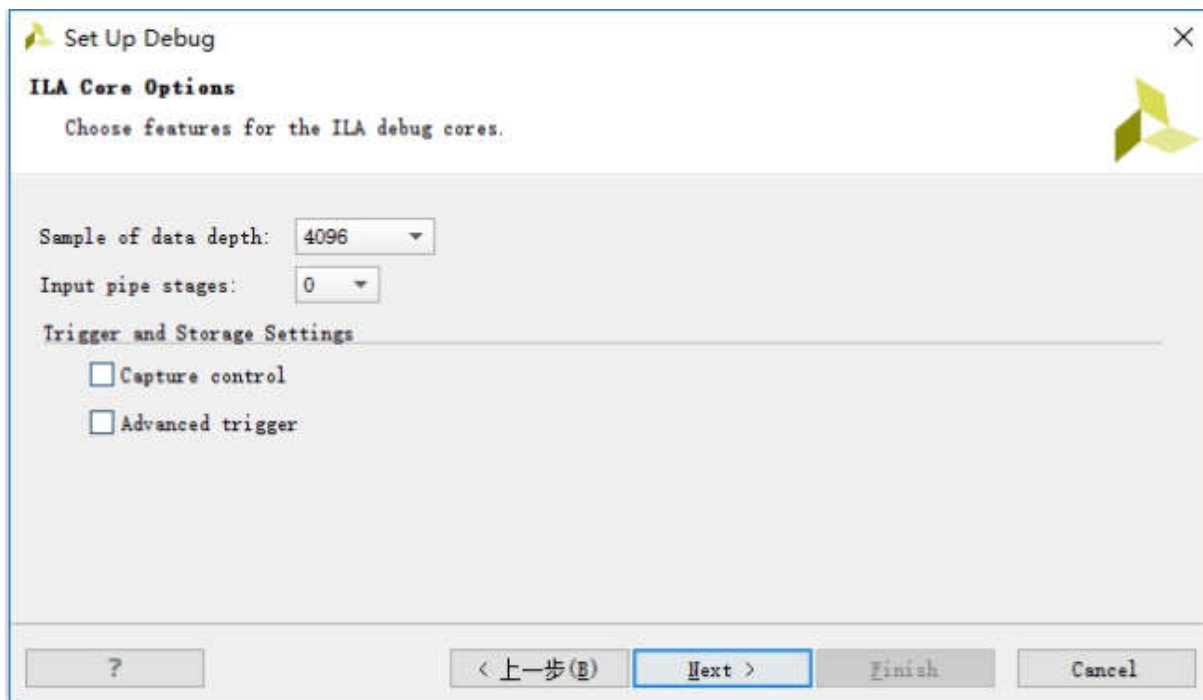 Set Up Debug
ILA Core Options
Choose features for the ILA debug cores.
Sample of data depth: 4096
Input pipe stages: 0
Trigger and Storage Settings
Capture control
Advanced trigger
? < 上一步(B) Next > Finish Cancel